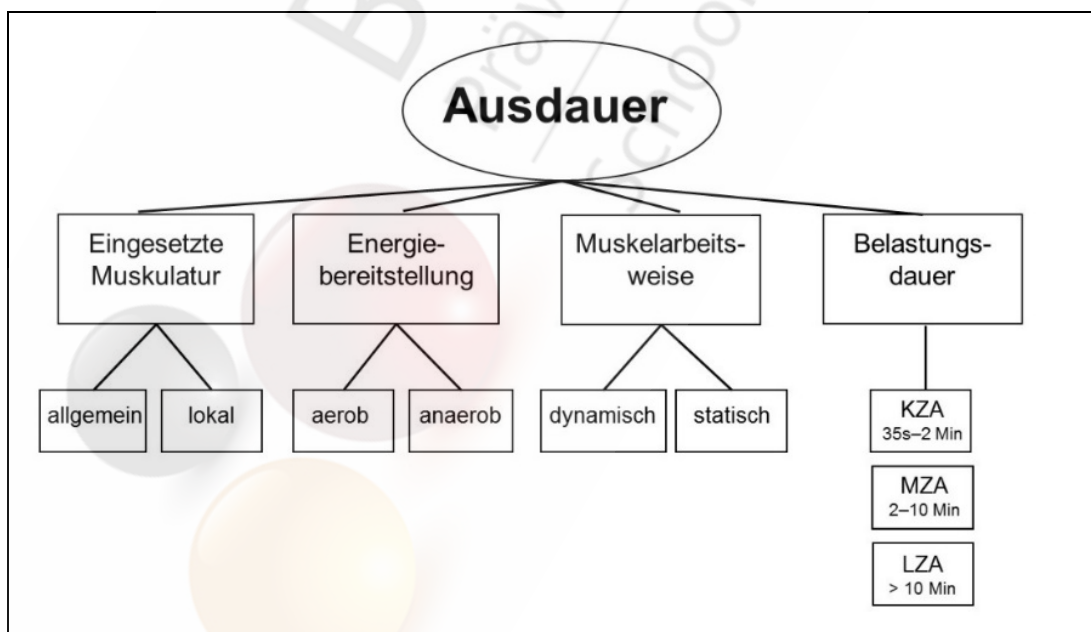 Ausdauer
Eingesetzte
Muskulatur
Energie-
bereitstellung
Muskelarbeits-
weise
Belastungs-
dauer
allgemein
lokal
aerob
anaerob
dynamisch
statisch
KZA
35s–2 Min
MZA
2–10 Min
LZA
> 10 Min